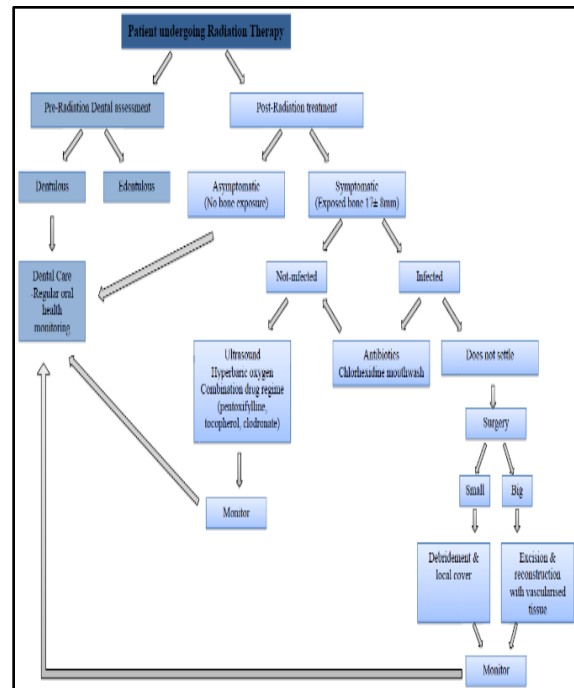 Patient undergoing Radiation Therapy
Pre-Radiation Dental assessment
Post-Radiation treatment
Dentulous
Edentulous
Asymptomatic
(No bone exposure)
Symptomatic
(Exposed bone 17± 8mm)
Dental Care
-Regular oral
health
monitoring
Not-infected
Infected
Ultrasound
Hyperbaric oxygen
Combination drug regime
(pentoxifylline,
tocopherol, clodronate)
Antibiotics
Chlorhexidine mouthwash
Does not settle
Surgery
Small
Big
Monitor
Debridement &
local cover
Excision &
reconstruction
with vascularised
tissue
Monitor